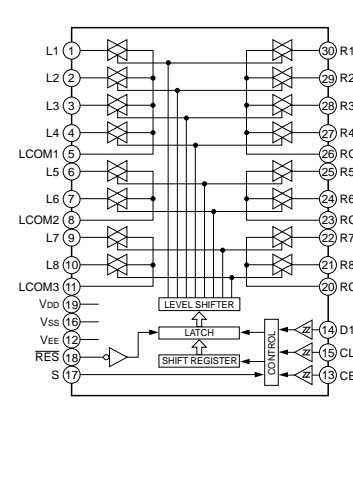 L1 1 30 R1
L2 2 29 R2
L3 3 28 R3
L4 4 27 R4
LCOM1 5 26 RC
L5 6 25 R5
L6 7 24 R6
LCOM2 8 23 RC
L7 9 22 R7
L8 10 21 R8
LCOM3 11 20 RC
VDD 19 LEVEL SHIFTER
VSS 16
VEE 12 LATCH 14 D1
RES 18 SHIFT REGISTER CONTROL 15 CL
S 17 13 CE